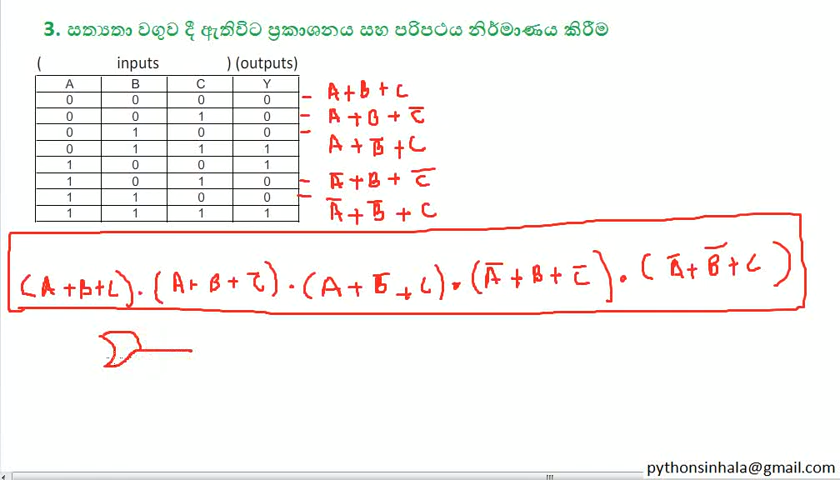 3. සත්‍යතා වගුව දී ඇතිවිට ප්‍රකාශනය සහ පරිපථය නිර්මාණය කිරීම
( inputs ) (outputs)
A B C Y
0 0 0 0 – A + B + C
0 0 1 0 – A + B + C̅
0 1 0 0 – A + B̅ + C
0 1 1 1
1 0 0 1
1 0 1 0 – A̅ + B + C̅
1 1 0 0 – A̅ + B̅ + C
1 1 1 1
(A + B + C) . (A + B + C̅) . (A + B̅ + C) . (A̅ + B + C̅) . (A̅ + B̅ + C)
pythonsinhala@gmail.com